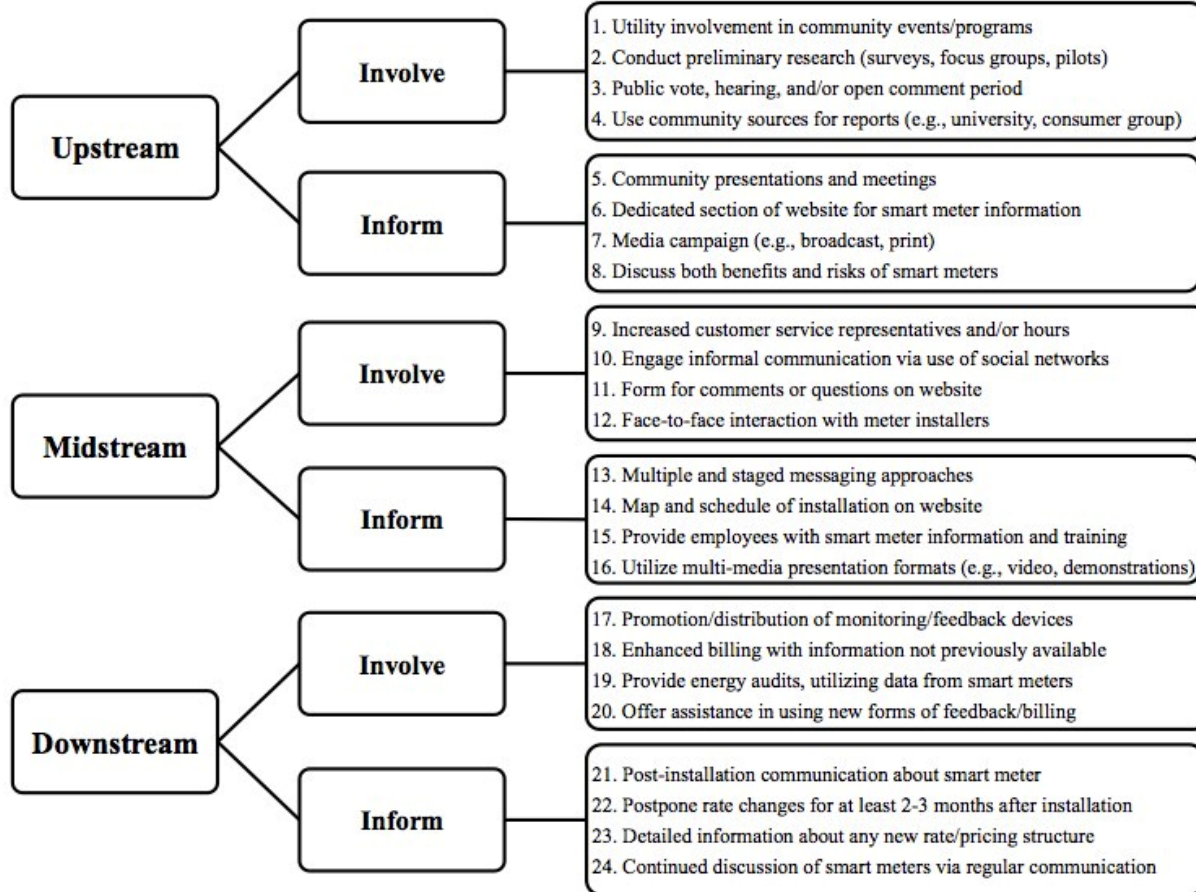 Upstream
Involve
1. Utility involvement in community events/programs
2. Conduct preliminary research (surveys, focus groups, pilots)
3. Public vote, hearing, and/or open comment period
4. Use community sources for reports (e.g., university, consumer group)
Inform
5. Community presentations and meetings
6. Dedicated section of website for smart meter information
7. Media campaign (e.g., broadcast, print)
8. Discuss both benefits and risks of smart meters
Midstream
Involve
9. Increased customer service representatives and/or hours
10. Engage informal communication via use of social networks
11. Form for comments or questions on website
12. Face-to-face interaction with meter installers
Inform
13. Multiple and staged messaging approaches
14. Map and schedule of installation on website
15. Provide employees with smart meter information and training
16. Utilize multi-media presentation formats (e.g., video, demonstrations)
Downstream
Involve
17. Promotion/distribution of monitoring/feedback devices
18. Enhanced billing with information not previously available
19. Provide energy audits, utilizing data from smart meters
20. Offer assistance in using new forms of feedback/billing
Inform
21. Post-installation communication about smart meter
22. Postpone rate changes for at least 2-3 months after installation
23. Detailed information about any new rate/pricing structure
24. Continued discussion of smart meters via regular communication